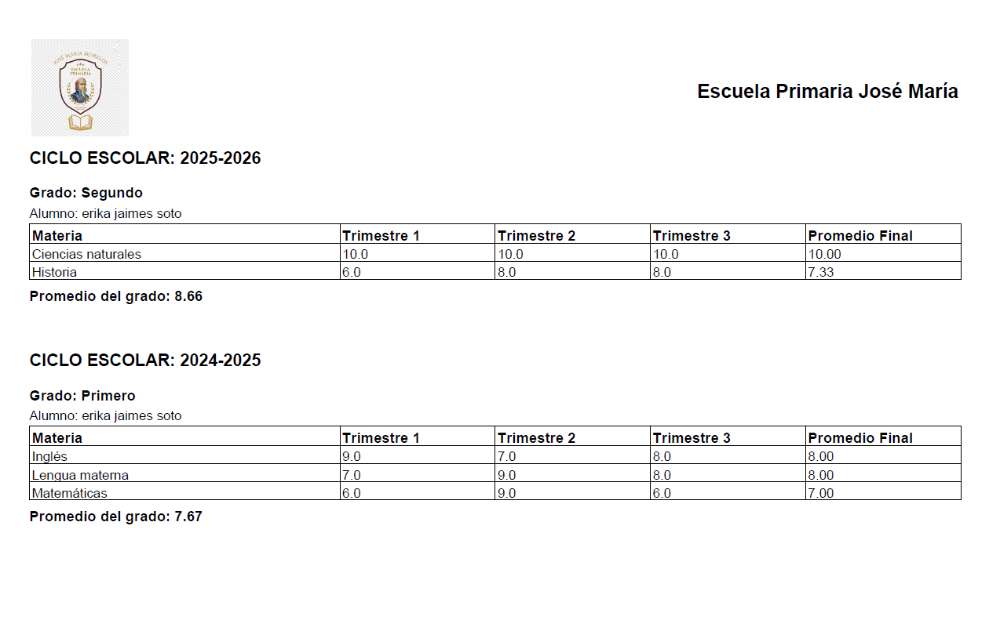 JOSÉ MARÍA MORELOS
ESCUELA
PRIMARIA
Escuela Primaria José María
CICLO ESCOLAR: 2025-2026
Grado: Segundo
Alumno: erika jaimes soto
Materia Trimestre 1 Trimestre 2 Trimestre 3 Promedio Final
Ciencias naturales 10.0 10.0 10.0 10.00
Historia 6.0 8.0 8.0 7.33
Promedio del grado: 8.66
CICLO ESCOLAR: 2024-2025
Grado: Primero
Alumno: erika jaimes soto
Materia Trimestre 1 Trimestre 2 Trimestre 3 Promedio Final
Inglés 9.0 7.0 8.0 8.00
Lengua materna 7.0 9.0 8.0 8.00
Matemáticas 6.0 9.0 6.0 7.00
Promedio del grado: 7.67